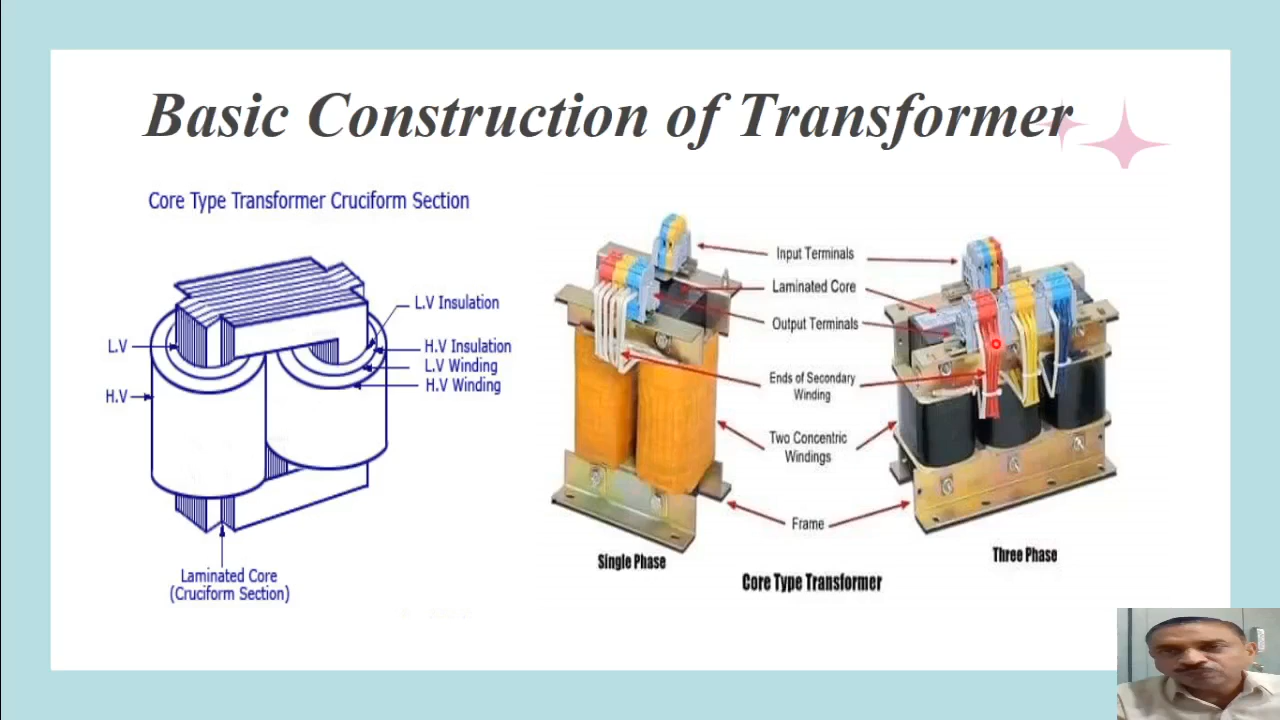 Basic Construction of Transformer
Core Type Transformer Cruciform Section
L.V Insulation
L.V
H.V Insulation
L.V Winding
H.V
H.V Winding
Laminated Core
(Cruciform Section)
Input Terminals
Laminated Core
Output Terminals
Ends of Secondary
Winding
Two Concentric
Windings
Frame
Single Phase
Three Phase
Core Type Transformer